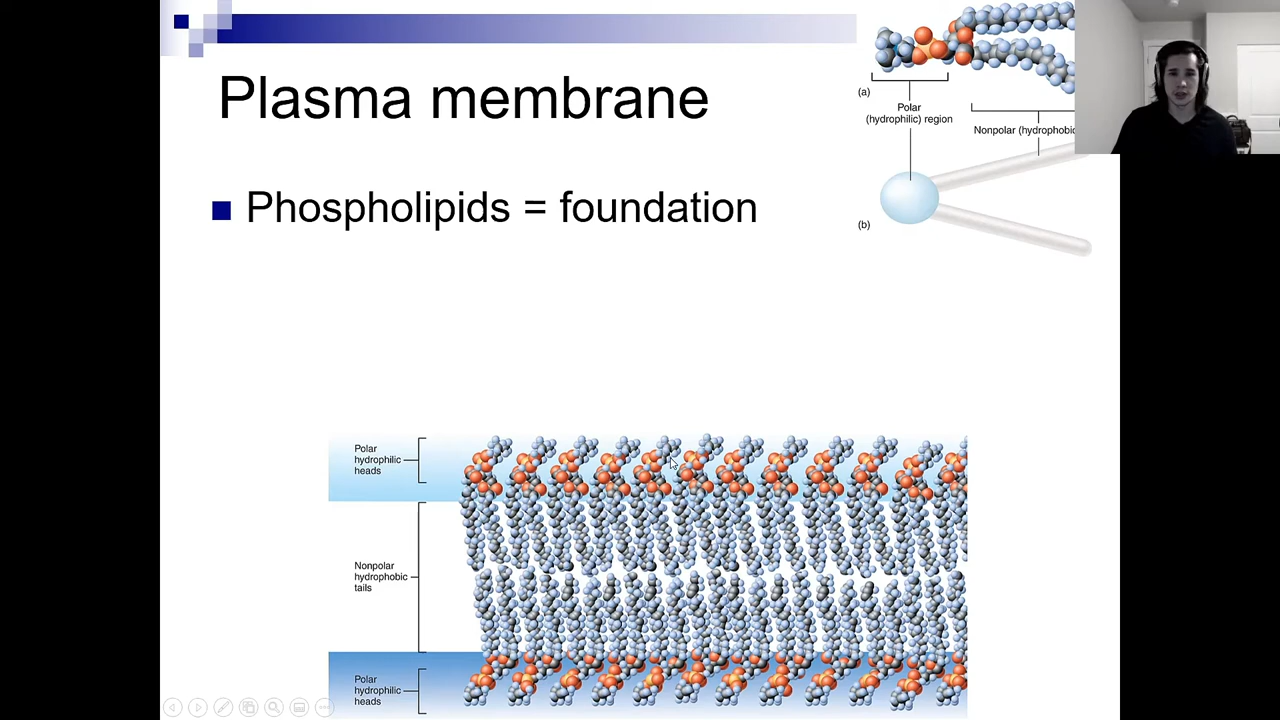 Plasma membrane
Phospholipids = foundation
(a)
Polar
(hydrophilic) region
Nonpolar (hydrophobic
(b)
Polar
hydrophilic
heads
Nonpolar
hydrophobic
tails
Polar
hydrophilic
heads